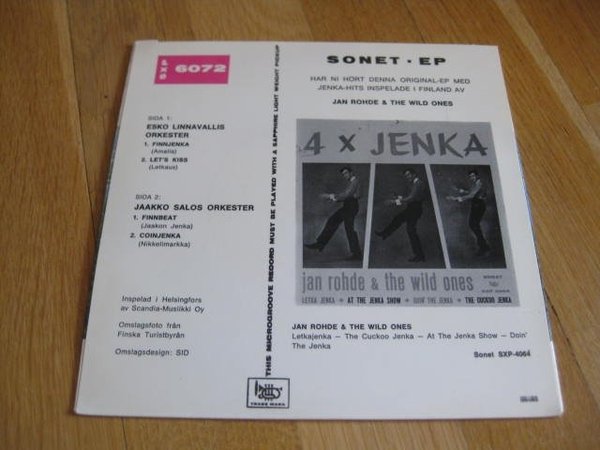 SXP
6072
SIDA 1:
ESKO LINNAVALLIS
ORKESTER
1. FINNJENKA
(Amalis)
2. LET'S KISS
(Letkaus)
SIDA 2:
JAAKKO SALOS ORKESTER
1. FINNBEAT
(Jaskon Jenka)
2. COINJENKA
(Nikkelimarkka)
Inspelad i Helsingfors
av Scandia-Musiikki Oy
Omslagsfoto från
Finska Turistbyrån
Omslagsdesign: SID
THIS MICROGROOVE RECORD MUST BE PLAYED WITH A SAPPHIRE LIGHT WEIGHT PICKUP
TRADE MARK
SONET · EP
HAR NI HÖRT DENNA ORIGINAL-EP MED
JENKA-HITS INSPELADE I FINLAND AV
JAN ROHDE & THE WILD ONES
4 x JENKA
jan rohde & the wild ones
SONET
LETKA JENKA + AT THE JENKA SHOW + DOIN' THE JENKA + THE CUCKOO JENKA
JAN ROHDE & THE WILD ONES
Letkajenka — The Cuckoo Jenka — At The Jenka Show — Doin'
The Jenka
Sonet SXP-4064